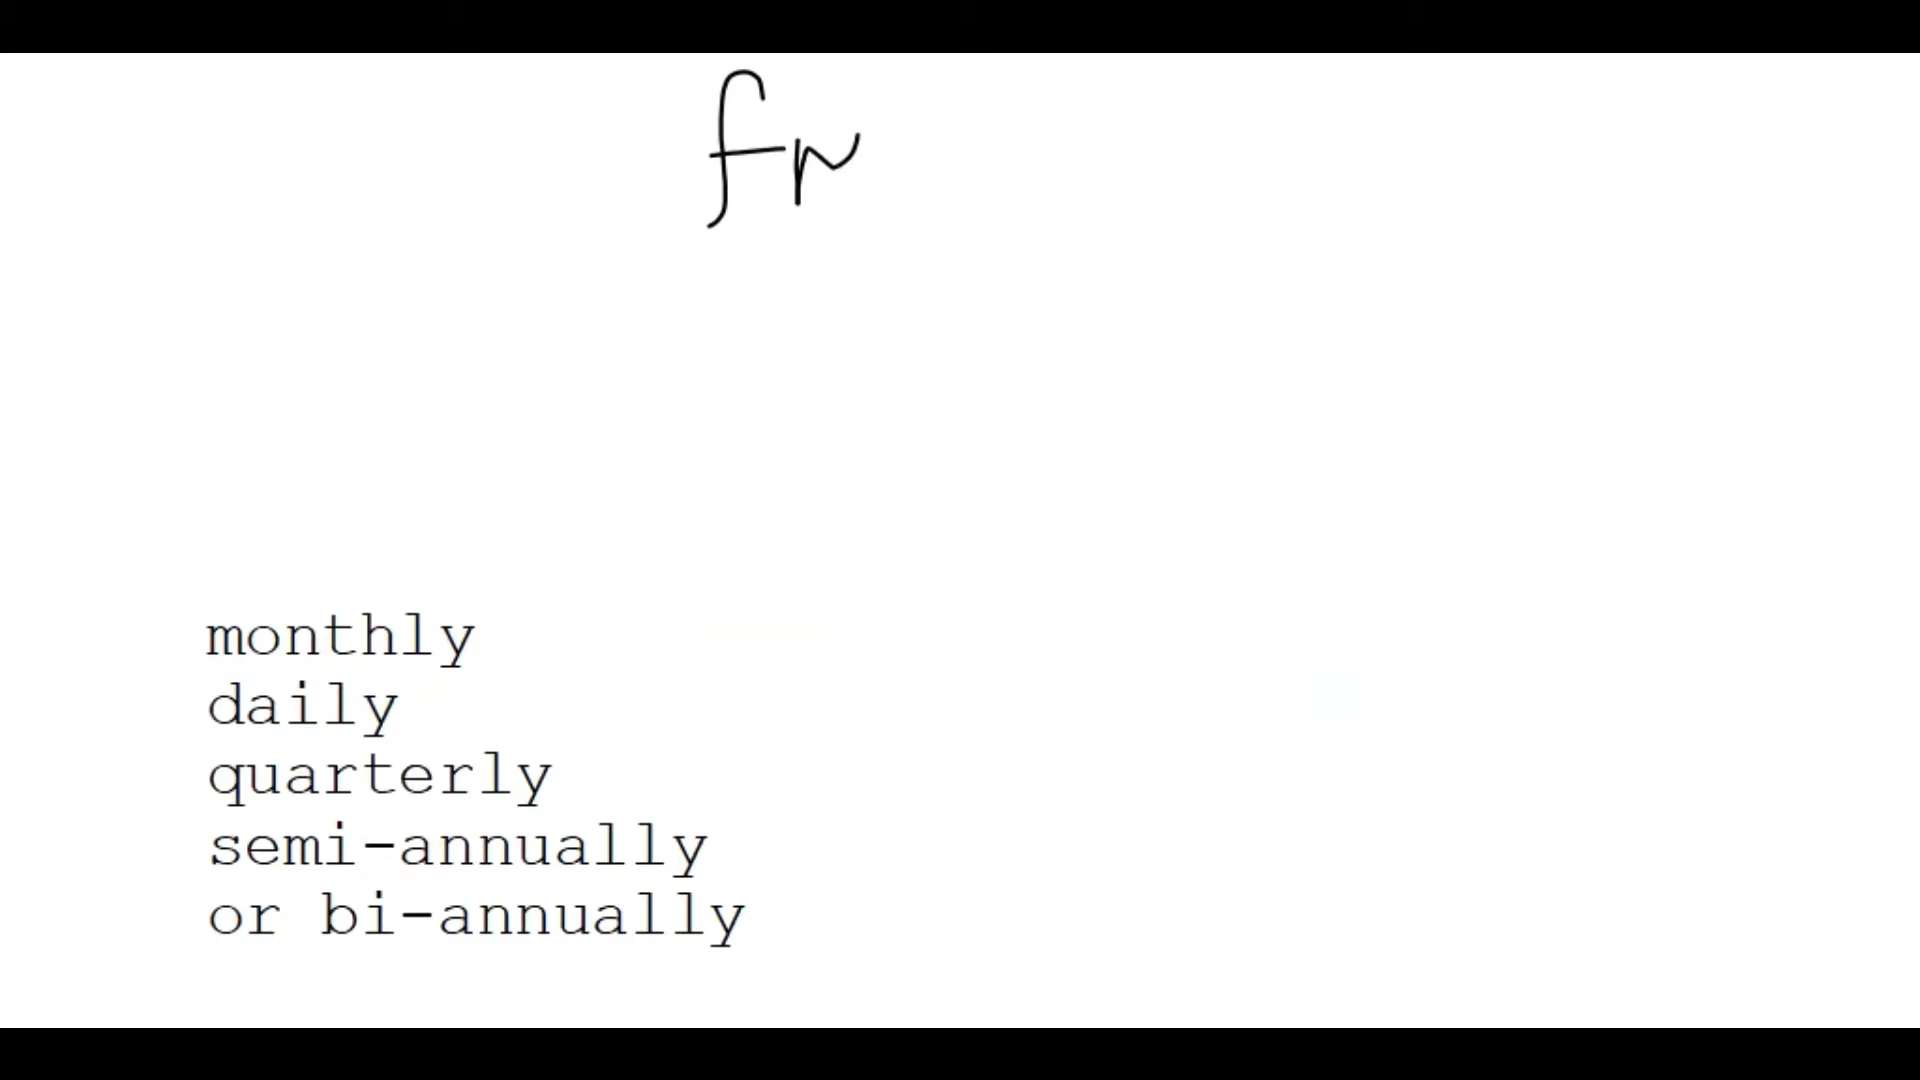 fr
monthly
daily
quarterly
semi-annually
or bi-annually